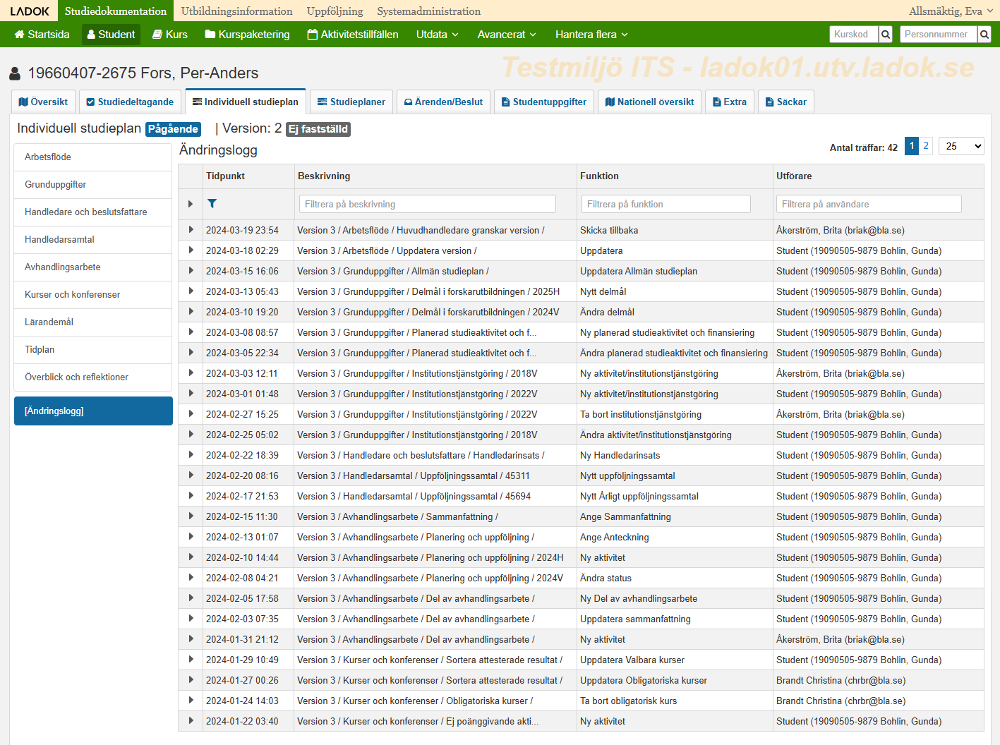 LADOK Studiedokumentation Utbildningsinformation Uppföljning Systemadministration Allsmäktig, Eva
Startsida Student Kurs Kurspaketering Aktivitetstillfällen Utdata Avancerat Hantera flera Kurskod Personnummer
Testmiljö ITS - ladok01.utv.ladok.se
19660407-2675 Fors, Per-Anders
Översikt Studiedeltagande Individuell studieplan Studieplaner Ärenden/Beslut Studentuppgifter Nationell översikt Extra Säckar
Individuell studieplan Pågående | Version: 2 Ej fastställd
Arbetsflöde
Grunduppgifter
Handledare och beslutsfattare
Handledarsamtal
Avhandlingsarbete
Kurser och konferenser
Lärandemål
Tidplan
Överblick och reflektioner
[Ändringslogg]
Ändringslogg
Antal träffar: 42 1 2 25
Tidpunkt Beskrivning Funktion Utförare
Filtrera på beskrivning Filtrera på funktion Filtrera på användare
2024-03-19 23:54 Version 3 / Arbetsflöde / Huvudhandledare granskar version / Skicka tillbaka Åkerström, Brita (briak@bla.se)
2024-03-18 02:29 Version 3 / Arbetsflöde / Uppdatera version / Uppdatera Student (19090505-9879 Bohlin, Gunda)
2024-03-15 16:06 Version 3 / Grunduppgifter / Allmän studieplan / Uppdatera Allmän studieplan Student (19090505-9879 Bohlin, Gunda)
2024-03-13 05:43 Version 3 / Grunduppgifter / Delmål i forskarutbildningen / 2025H Nytt delmål Student (19090505-9879 Bohlin, Gunda)
2024-03-10 19:20 Version 3 / Grunduppgifter / Delmål i forskarutbildningen / 2024V Ändra delmål Student (19090505-9879 Bohlin, Gunda)
2024-03-08 08:57 Version 3 / Grunduppgifter / Planerad studieaktivitet och f... Ny planerad studieaktivitet och finansiering Student (19090505-9879 Bohlin, Gunda)
2024-03-05 22:34 Version 3 / Grunduppgifter / Planerad studieaktivitet och f... Ändra planerad studieaktivitet och finansiering Student (19090505-9879 Bohlin, Gunda)
2024-03-03 12:11 Version 3 / Grunduppgifter / Institutionstjänstgöring / 2018V Ny aktivitet/institutionstjänstgöring Åkerström, Brita (briak@bla.se)
2024-03-01 01:48 Version 3 / Grunduppgifter / Institutionstjänstgöring / 2022V Ny aktivitet/institutionstjänstgöring Student (19090505-9879 Bohlin, Gunda)
2024-02-27 15:25 Version 3 / Grunduppgifter / Institutionstjänstgöring / 2022V Ta bort institutionstjänstgöring Åkerström, Brita (briak@bla.se)
2024-02-25 05:02 Version 3 / Grunduppgifter / Institutionstjänstgöring / 2018V Ändra aktivitet/institutionstjänstgöring Student (19090505-9879 Bohlin, Gunda)
2024-02-22 18:39 Version 3 / Handledare och beslutsfattare / Handledarinsats / Ny Handledarinsats Student (19090505-9879 Bohlin, Gunda)
2024-02-20 08:16 Version 3 / Handledarsamtal / Uppföljningssamtal / 45311 Nytt uppföljningssamtal Student (19090505-9879 Bohlin, Gunda)
2024-02-17 21:53 Version 3 / Handledarsamtal / Uppföljningssamtal / 45694 Nytt Årligt uppföljningssamtal Student (19090505-9879 Bohlin, Gunda)
2024-02-15 11:30 Version 3 / Avhandlingsarbete / Sammanfattning / Ange Sammanfattning Student (19090505-9879 Bohlin, Gunda)
2024-02-13 01:07 Version 3 / Avhandlingsarbete / Planering och uppföljning / Ange Anteckning Student (19090505-9879 Bohlin, Gunda)
2024-02-10 14:44 Version 3 / Avhandlingsarbete / Planering och uppföljning / 2024H Ny aktivitet Student (19090505-9879 Bohlin, Gunda)
2024-02-08 04:21 Version 3 / Avhandlingsarbete / Planering och uppföljning / 2024V Ändra status Student (19090505-9879 Bohlin, Gunda)
2024-02-05 17:58 Version 3 / Avhandlingsarbete / Del av avhandlingsarbete / Ny Del av avhandlingsarbete Student (19090505-9879 Bohlin, Gunda)
2024-02-03 07:35 Version 3 / Avhandlingsarbete / Del av avhandlingsarbete / Uppdatera sammanfattning Student (19090505-9879 Bohlin, Gunda)
2024-01-31 21:12 Version 3 / Avhandlingsarbete / Del av avhandlingsarbete / Ny aktivitet Åkerström, Brita (briak@bla.se)
2024-01-29 10:49 Version 3 / Kurser och konferenser / Sortera attesterade resultat / Uppdatera Valbara kurser Student (19090505-9879 Bohlin, Gunda)
2024-01-27 00:26 Version 3 / Kurser och konferenser / Sortera attesterade resultat / Uppdatera Obligatoriska kurser Brandt Christina (chrbr@bla.se)
2024-01-24 14:03 Version 3 / Kurser och konferenser / Obligatoriska kurser / Ta bort obligatorisk kurs Brandt Christina (chrbr@bla.se)
2024-01-22 03:40 Version 3 / Kurser och konferenser / Ej poänggivande akti... Ny aktivitet Student (19090505-9879 Bohlin, Gunda)